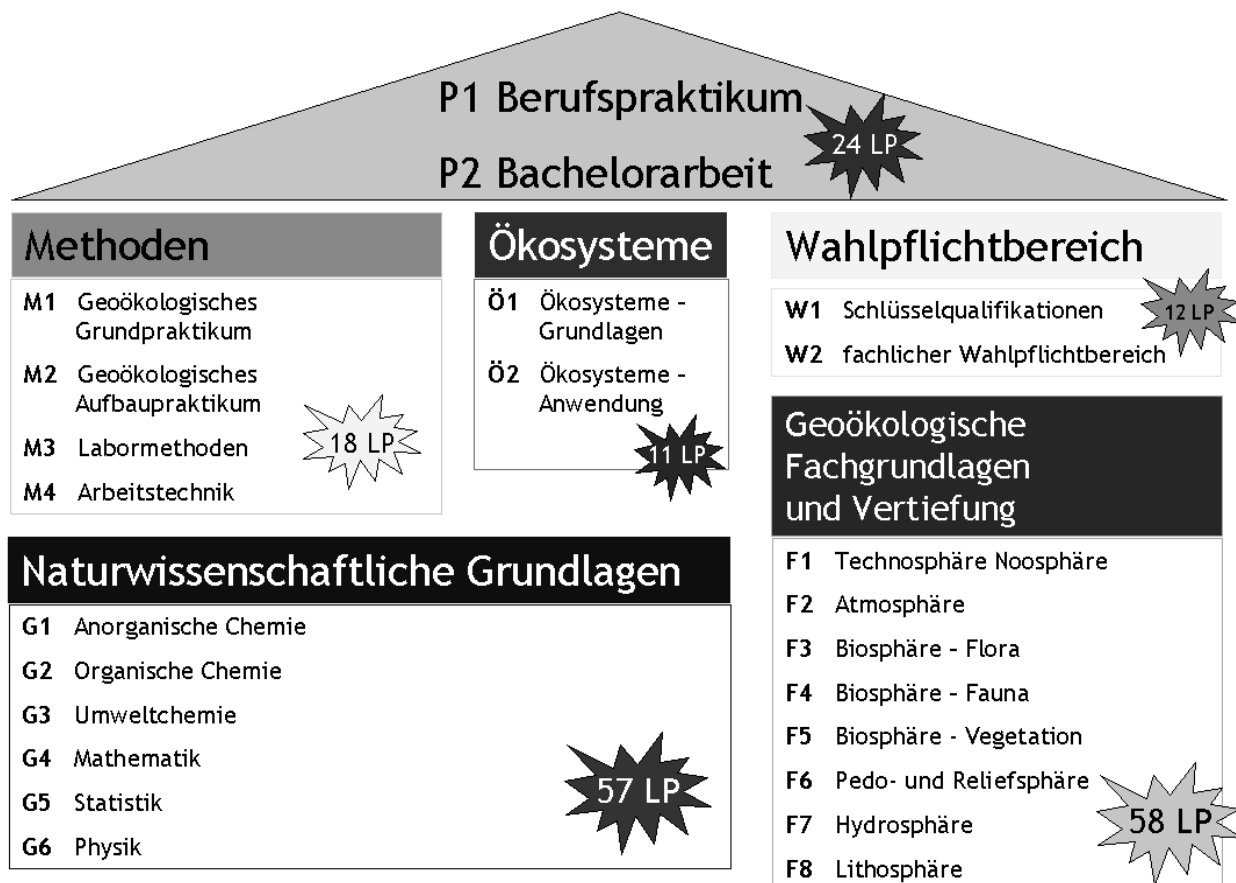 P1 Berufspraktikum
P2 Bachelorarbeit
24 LP
Methoden
M1 Geoökologisches
Grundpraktikum
M2 Geoökologisches
Aufbaupraktikum
M3 Labormethoden
M4 Arbeitstechnik
18 LP
Ökosysteme
Ö1 Ökosysteme –
Grundlagen
Ö2 Ökosysteme –
Anwendung
11 LP
Wahlpflichtbereich
W1 Schlüsselqualifikationen
W2 fachlicher Wahlpflichtbereich
12 LP
Naturwissenschaftliche Grundlagen
G1 Anorganische Chemie
G2 Organische Chemie
G3 Umweltchemie
G4 Mathematik
G5 Statistik
G6 Physik
57 LP
Geoökologische
Fachgrundlagen
und Vertiefung
F1 Technosphäre Noosphäre
F2 Atmosphäre
F3 Biosphäre – Flora
F4 Biosphäre – Fauna
F5 Biosphäre - Vegetation
F6 Pedo- und Reliefsphäre
F7 Hydrosphäre
F8 Lithosphäre
58 LP